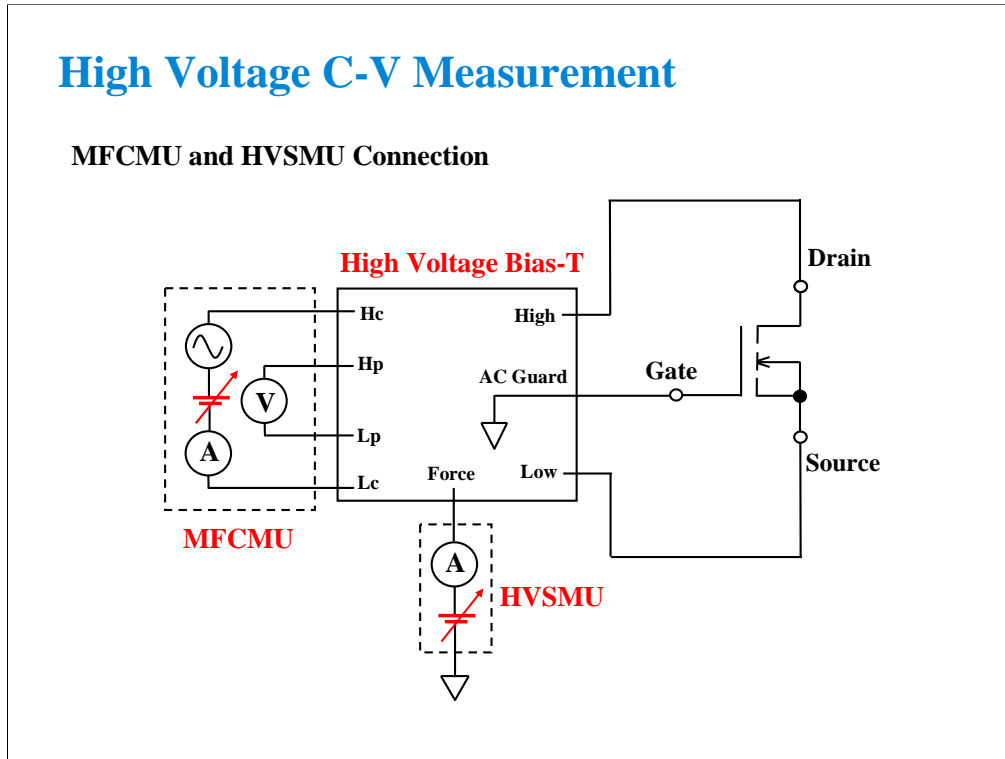 High Voltage C-V Measurement
MFCMU and HVSMU Connection
High Voltage Bias-T
Drain
Hc
High
Hp
AC Guard
Gate
V
Lp
A
Lc
Force
Low
Source
MFCMU
A
HVSMU